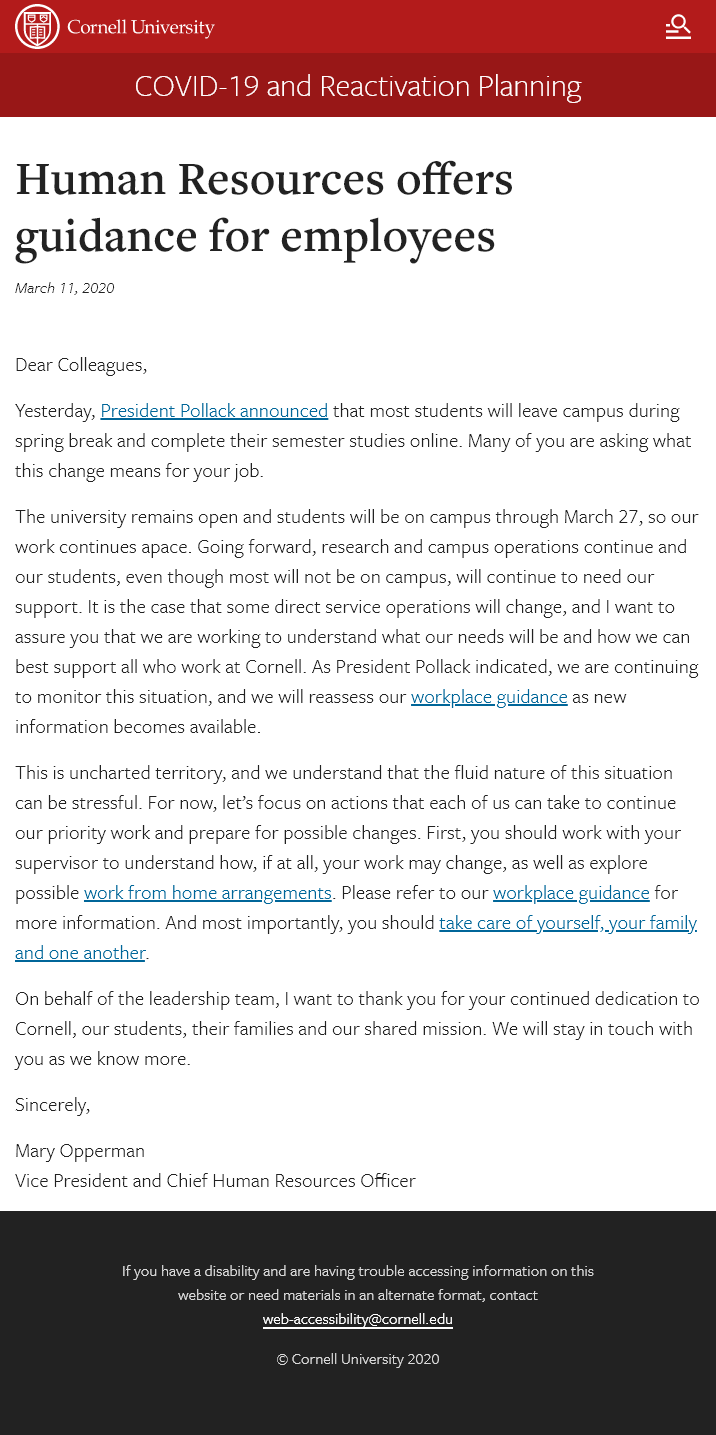 Cornell University
COVID-19 and Reactivation Planning
Human Resources offers
guidance for employees
March 11, 2020
Dear Colleagues,
Yesterday, President Pollack announced that most students will leave campus during
spring break and complete their semester studies online. Many of you are asking what
this change means for your job.
The university remains open and students will be on campus through March 27, so our
work continues apace. Going forward, research and campus operations continue and
our students, even though most will not be on campus, will continue to need our
support. It is the case that some direct service operations will change, and I want to
assure you that we are working to understand what our needs will be and how we can
best support all who work at Cornell. As President Pollack indicated, we are continuing
to monitor this situation, and we will reassess our workplace guidance as new
information becomes available.
This is uncharted territory, and we understand that the fluid nature of this situation
can be stressful. For now, let’s focus on actions that each of us can take to continue
our priority work and prepare for possible changes. First, you should work with your
supervisor to understand how, if at all, your work may change, as well as explore
possible work from home arrangements. Please refer to our workplace guidance for
more information. And most importantly, you should take care of yourself, your family
and one another.
On behalf of the leadership team, I want to thank you for your continued dedication to
Cornell, our students, their families and our shared mission. We will stay in touch with
you as we know more.
Sincerely,
Mary Opperman
Vice President and Chief Human Resources Officer
If you have a disability and are having trouble accessing information on this
website or need materials in an alternate format, contact
web-accessibility@cornell.edu
© Cornell University 2020